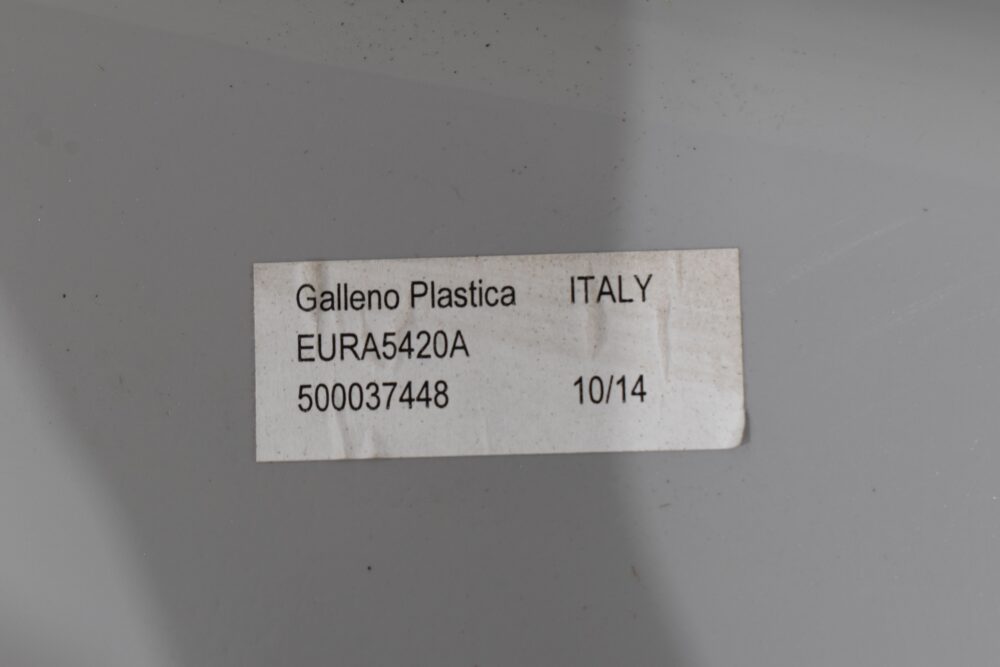 Galleno Plastica ITALY
EURA5420A
500037448 10/14